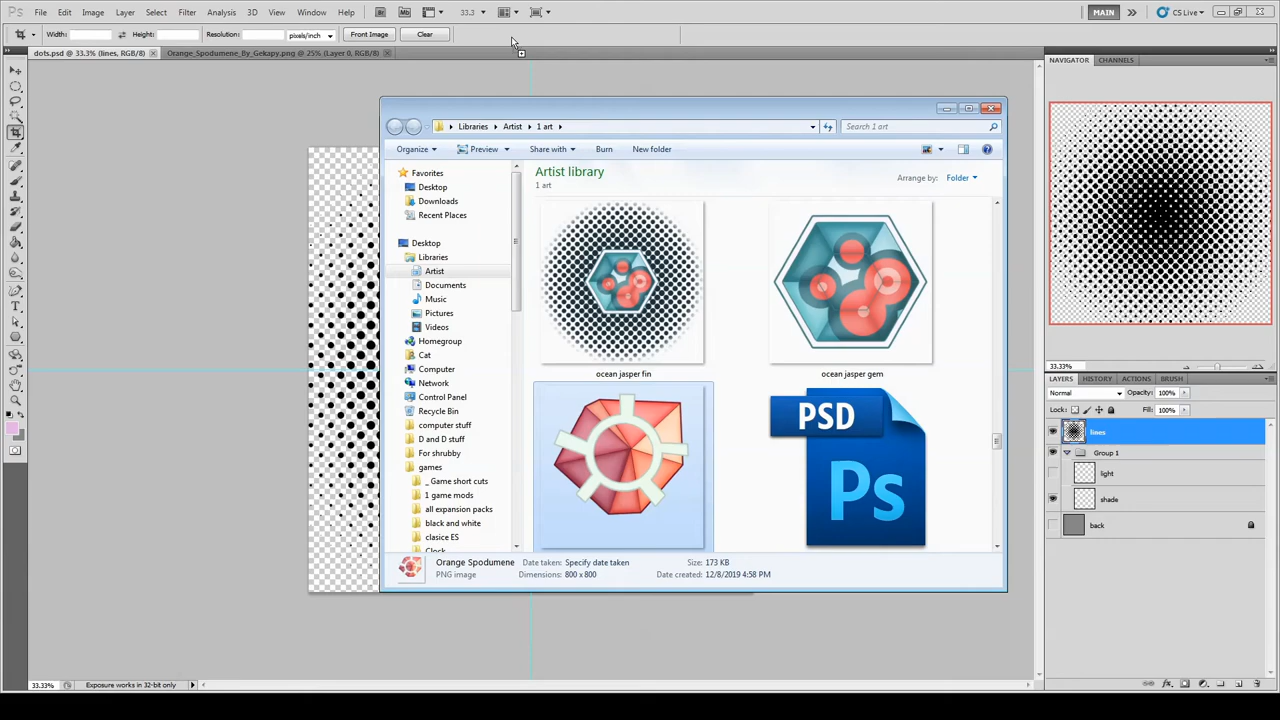 Ps File Edit Image Layer Select Filter Analysis 3D View Window Help Br Mb 33.3 MAIN CS Live
Width: Height: Resolution: pixels/inch Front Image Clear
dots.psd @ 33.3% (lines, RGB/8) Orange_Spodumene_By_Gekapy.png @ 25% (Layer 0, RGB/8)
NAVIGATOR CHANNELS
Libraries Artist 1 art Search 1 art
Organize Preview Share with Burn New folder
Favorites
Desktop
Downloads
Recent Places
Desktop
Libraries
Artist
Documents
Music
Pictures
Videos
Homegroup
Cat
Computer
Network
Control Panel
Recycle Bin
computer stuff
D and D stuff
For shrubby
games
_ Game short cuts
1 game mods
all expansion packs
black and white
clasice ES
Clock
Artist library
1 art
Arrange by: Folder
ocean jasper fin
ocean jasper gem
PSD
Ps
Orange Spodumene Date taken: Specify date taken Size: 173 KB
PNG image Dimensions: 800 x 800 Date created: 12/8/2019 4:58 PM
33.33%
LAYERS HISTORY ACTIONS BRUSH
Normal Opacity: 100%
Lock: Fill: 100%
lines
Group 1
light
shade
back
33.33% Exposure works in 32-bit only